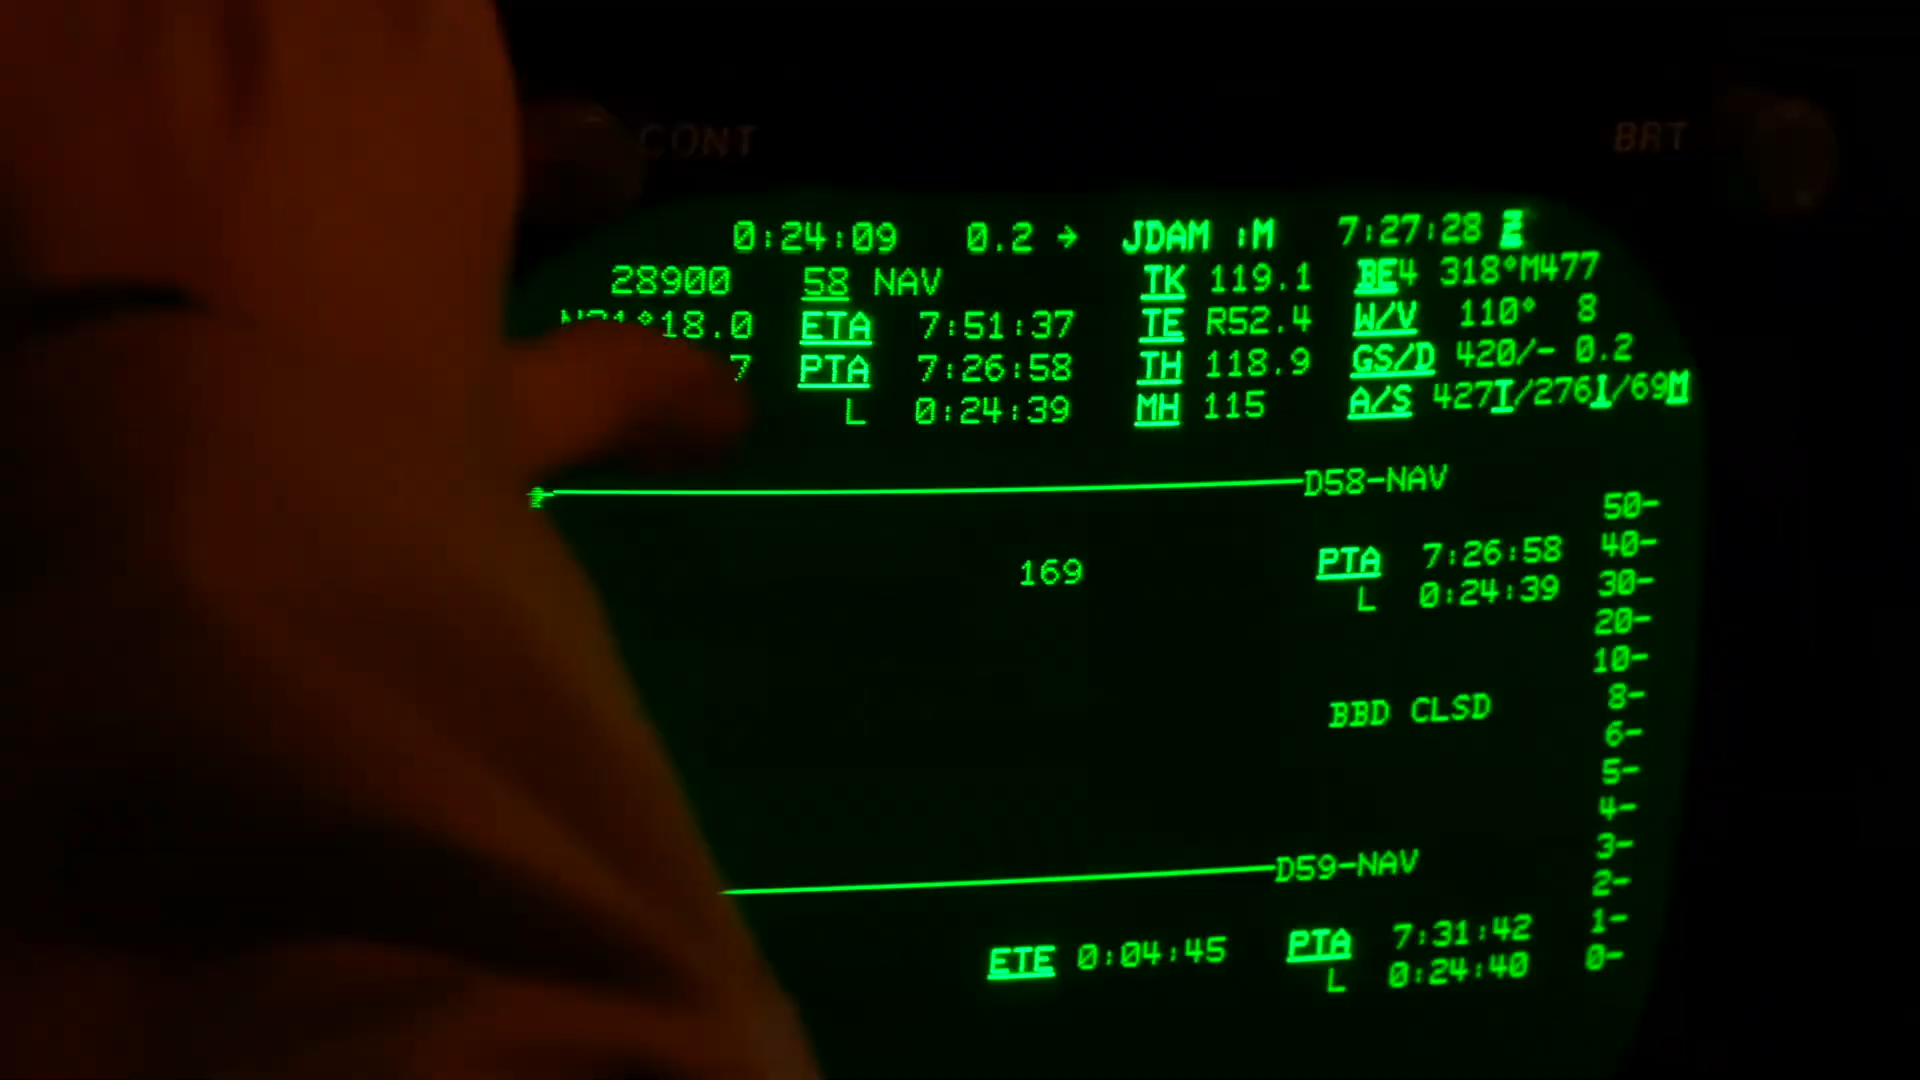 CONT BRT
0:24:09 0.2 → JDAM :M 7:27:28 Z
28900 58 NAV TK 119.1 BE4 318°M477
18.0 ETA 7:51:37 TE R52.4 W/V 110° 8
7 PTA 7:26:58 TH 118.9 GS/D 420/- 0.2
L 0:24:39 MH 115 A/S 427T/276I/69M
D58-NAV
50-
169 PTA 7:26:58 40-
L 0:24:39 30-
20-
10-
BBD CLSD 8-
6-
5-
4-
3-
D59-NAV 2-
ETE 0:04:45 PTA 7:31:42 1-
L 0:24:40 0-